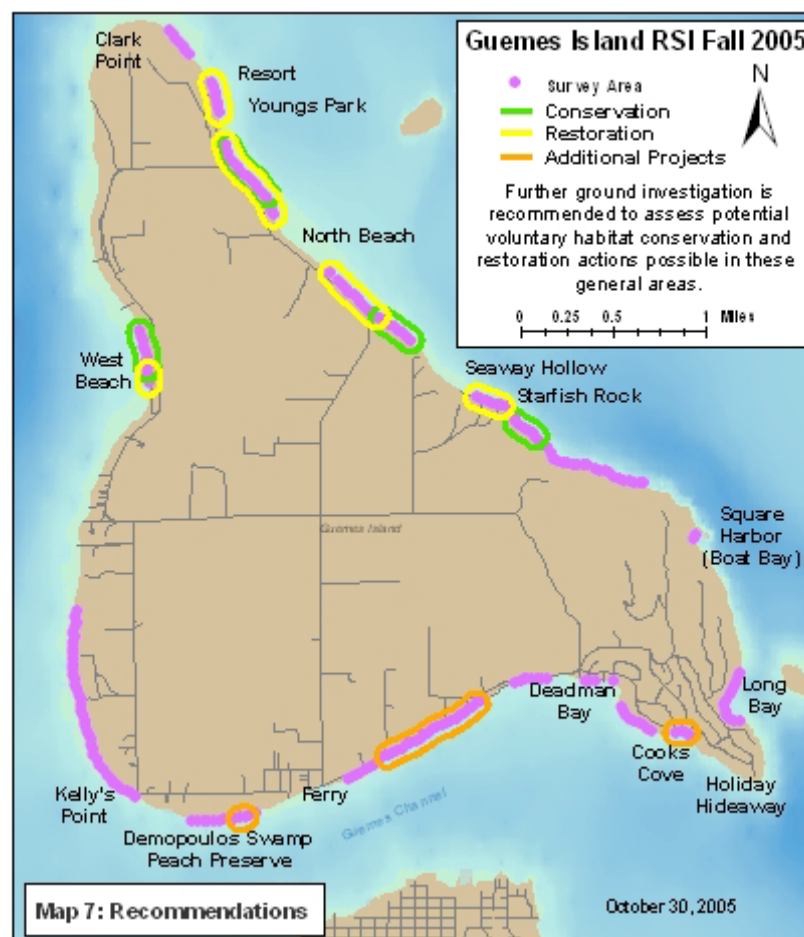 Guemes Island RSI Fall 2005
N
Survey Area
Conservation
Restoration
Additional Projects
Further ground investigation is
recommended to assess potential
voluntary habitat conservation and
restoration actions possible in these
general areas.
0 0.25 0.5 1 Miles
Clark
Point
Resort
Youngs Park
North Beach
West
Beach
Seaway Hollow
Starfish Rock
Guemes Island
Square
Harbor
(Boat Bay)
Deadman
Bay
Long
Bay
Cooks
Cove
Holiday
Hideaway
Kelly's
Point
Ferry
Guemes Channel
Demopoulos Swamp
Peach Preserve
Map 7: Recommendations
October 30, 2005